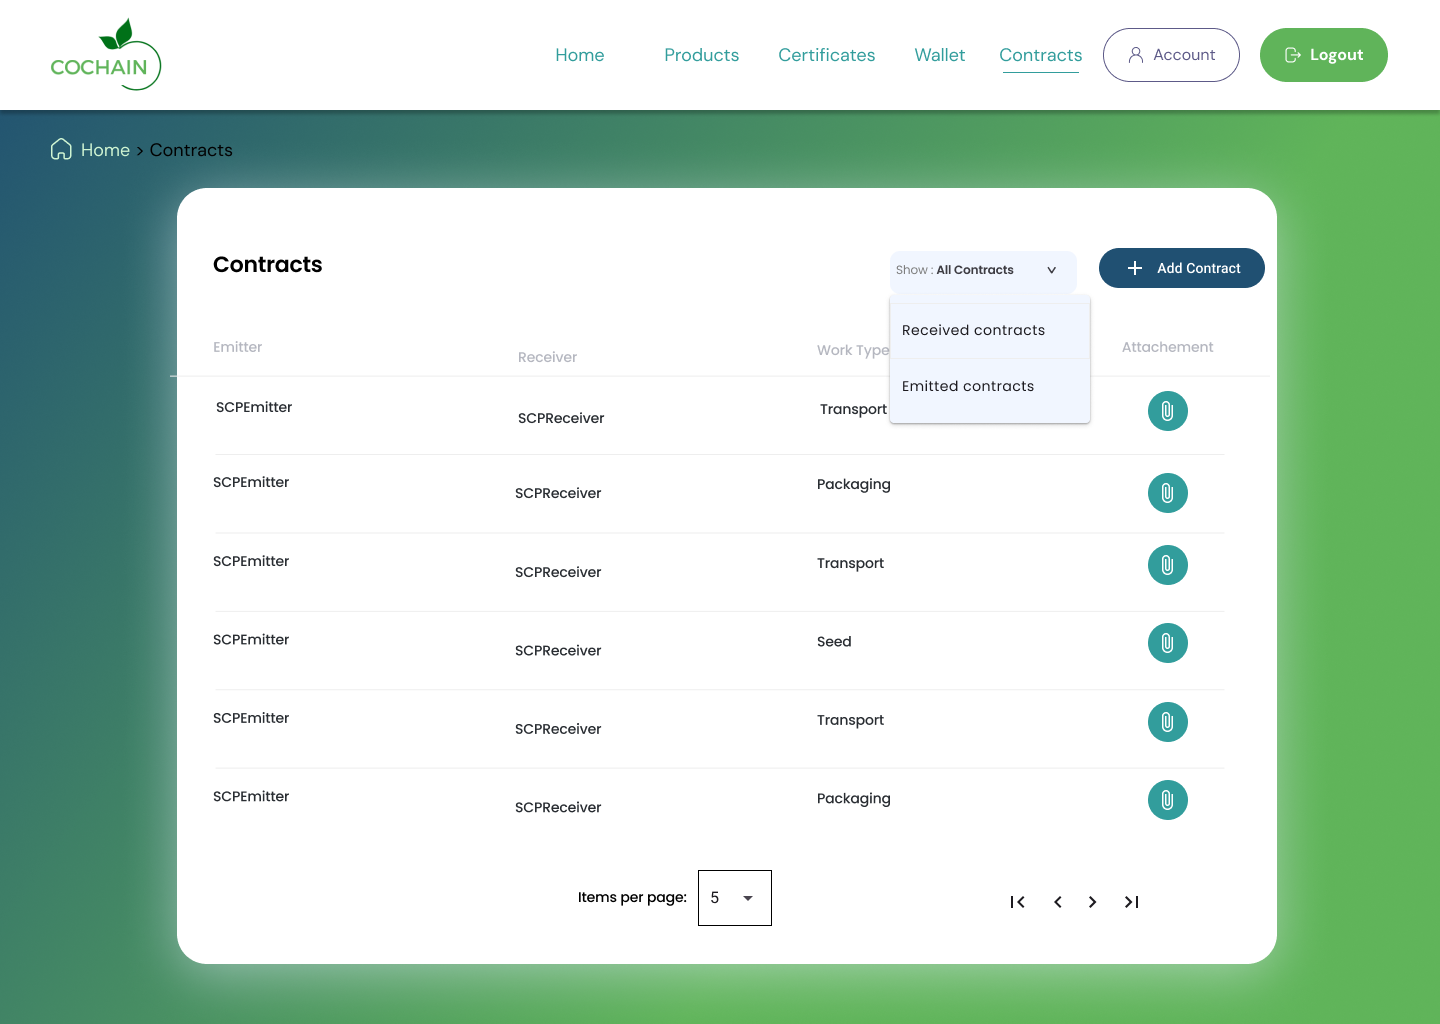 COCHAIN
Home Products Certificates Wallet Contracts Account Logout
Home > Contracts
Contracts Show : All Contracts Add Contract
Received contracts
Emitted contracts
Emitter Receiver Work Type Attachement
SCPEmitter SCPReceiver Transport
SCPEmitter SCPReceiver Packaging
SCPEmitter SCPReceiver Transport
SCPEmitter SCPReceiver Seed
SCPEmitter SCPReceiver Transport
SCPEmitter SCPReceiver Packaging
Items per page: 5